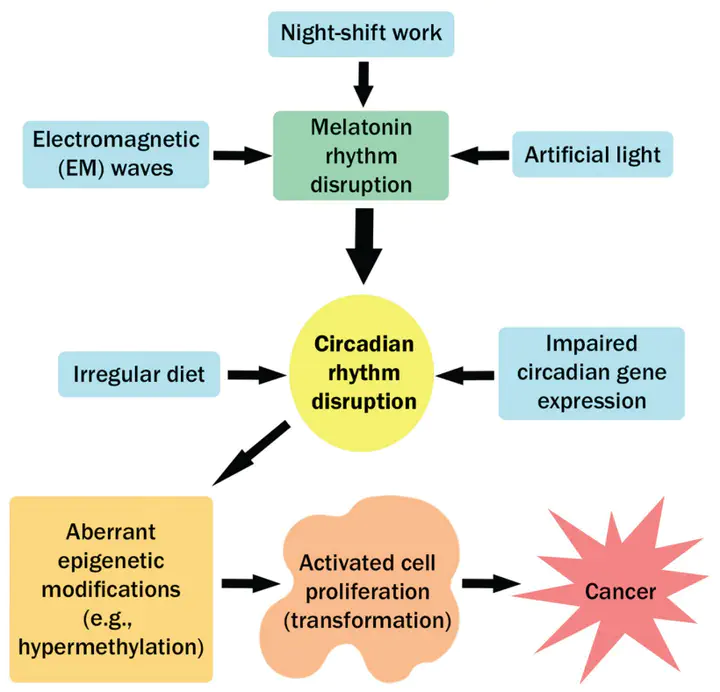 Night-shift work
Electromagnetic
(EM) waves
Melatonin
rhythm
disruption
Artificial light
Irregular diet
Circadian
rhythm
disruption
Impaired
circadian gene
expression
Aberrant
epigenetic
modifications
(e.g.,
hypermethylation)
Activated cell
proliferation
(transformation)
Cancer